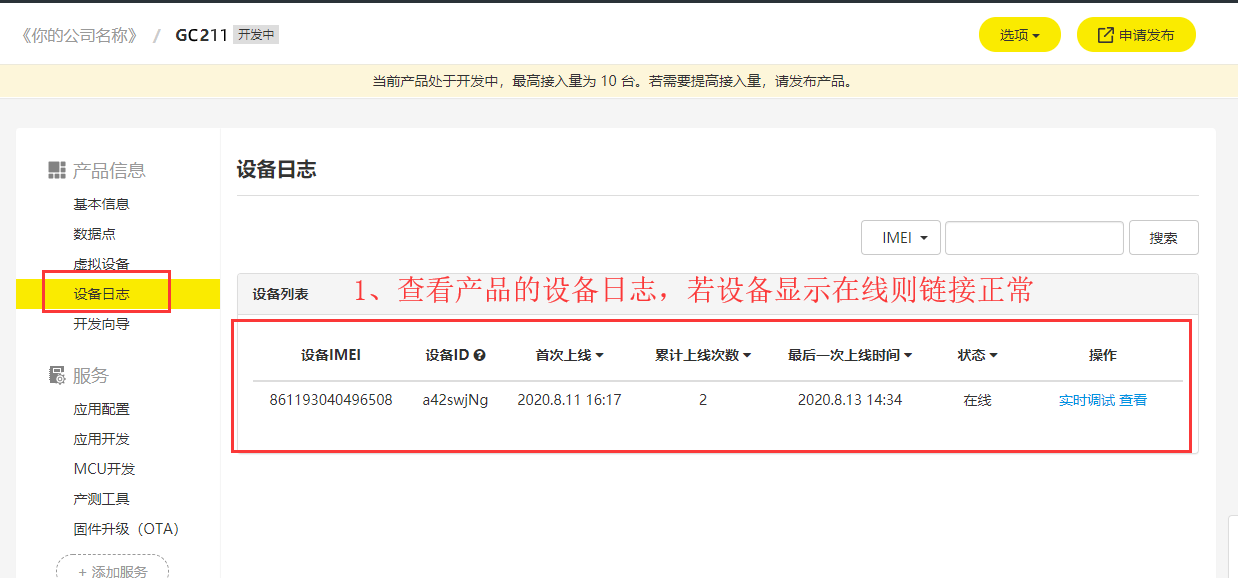 《你的公司名称》 / GC211 开发中 选项 申请发布
当前产品处于开发中，最高接入量为 10 台。若需要提高接入量，请发布产品。
产品信息
基本信息
数据点
虚拟设备
设备日志
开发向导
服务
应用配置
应用开发
MCU开发
产测工具
固件升级（OTA）
+ 添加服务
设备日志
IMEI 搜索
设备列表 1、查看产品的设备日志，若设备显示在线则链接正常
设备IMEI 设备ID 首次上线 累计上线次数 最后一次上线时间 状态 操作
861193040496508 a42swjNg 2020.8.11 16:17 2 2020.8.13 14:34 在线 实时调试 查看